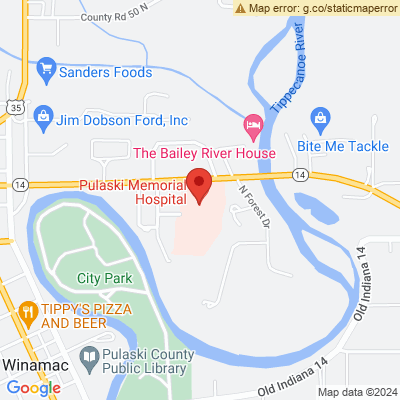 Map error: g.co/staticmaperror
County Rd 50 N
Tippecanoe River
Sanders Foods
35
Jim Dobson Ford, Inc
Bite Me Tackle
The Bailey River House
14
14
Pulaski Memorial
Hospital
N Forest Dr
City Park
Old Indiana 14
TIPPY'S PIZZA
AND BEER
Pulaski County
Public Library
Winamac
Old Indiana 14
Google
Map data ©2024